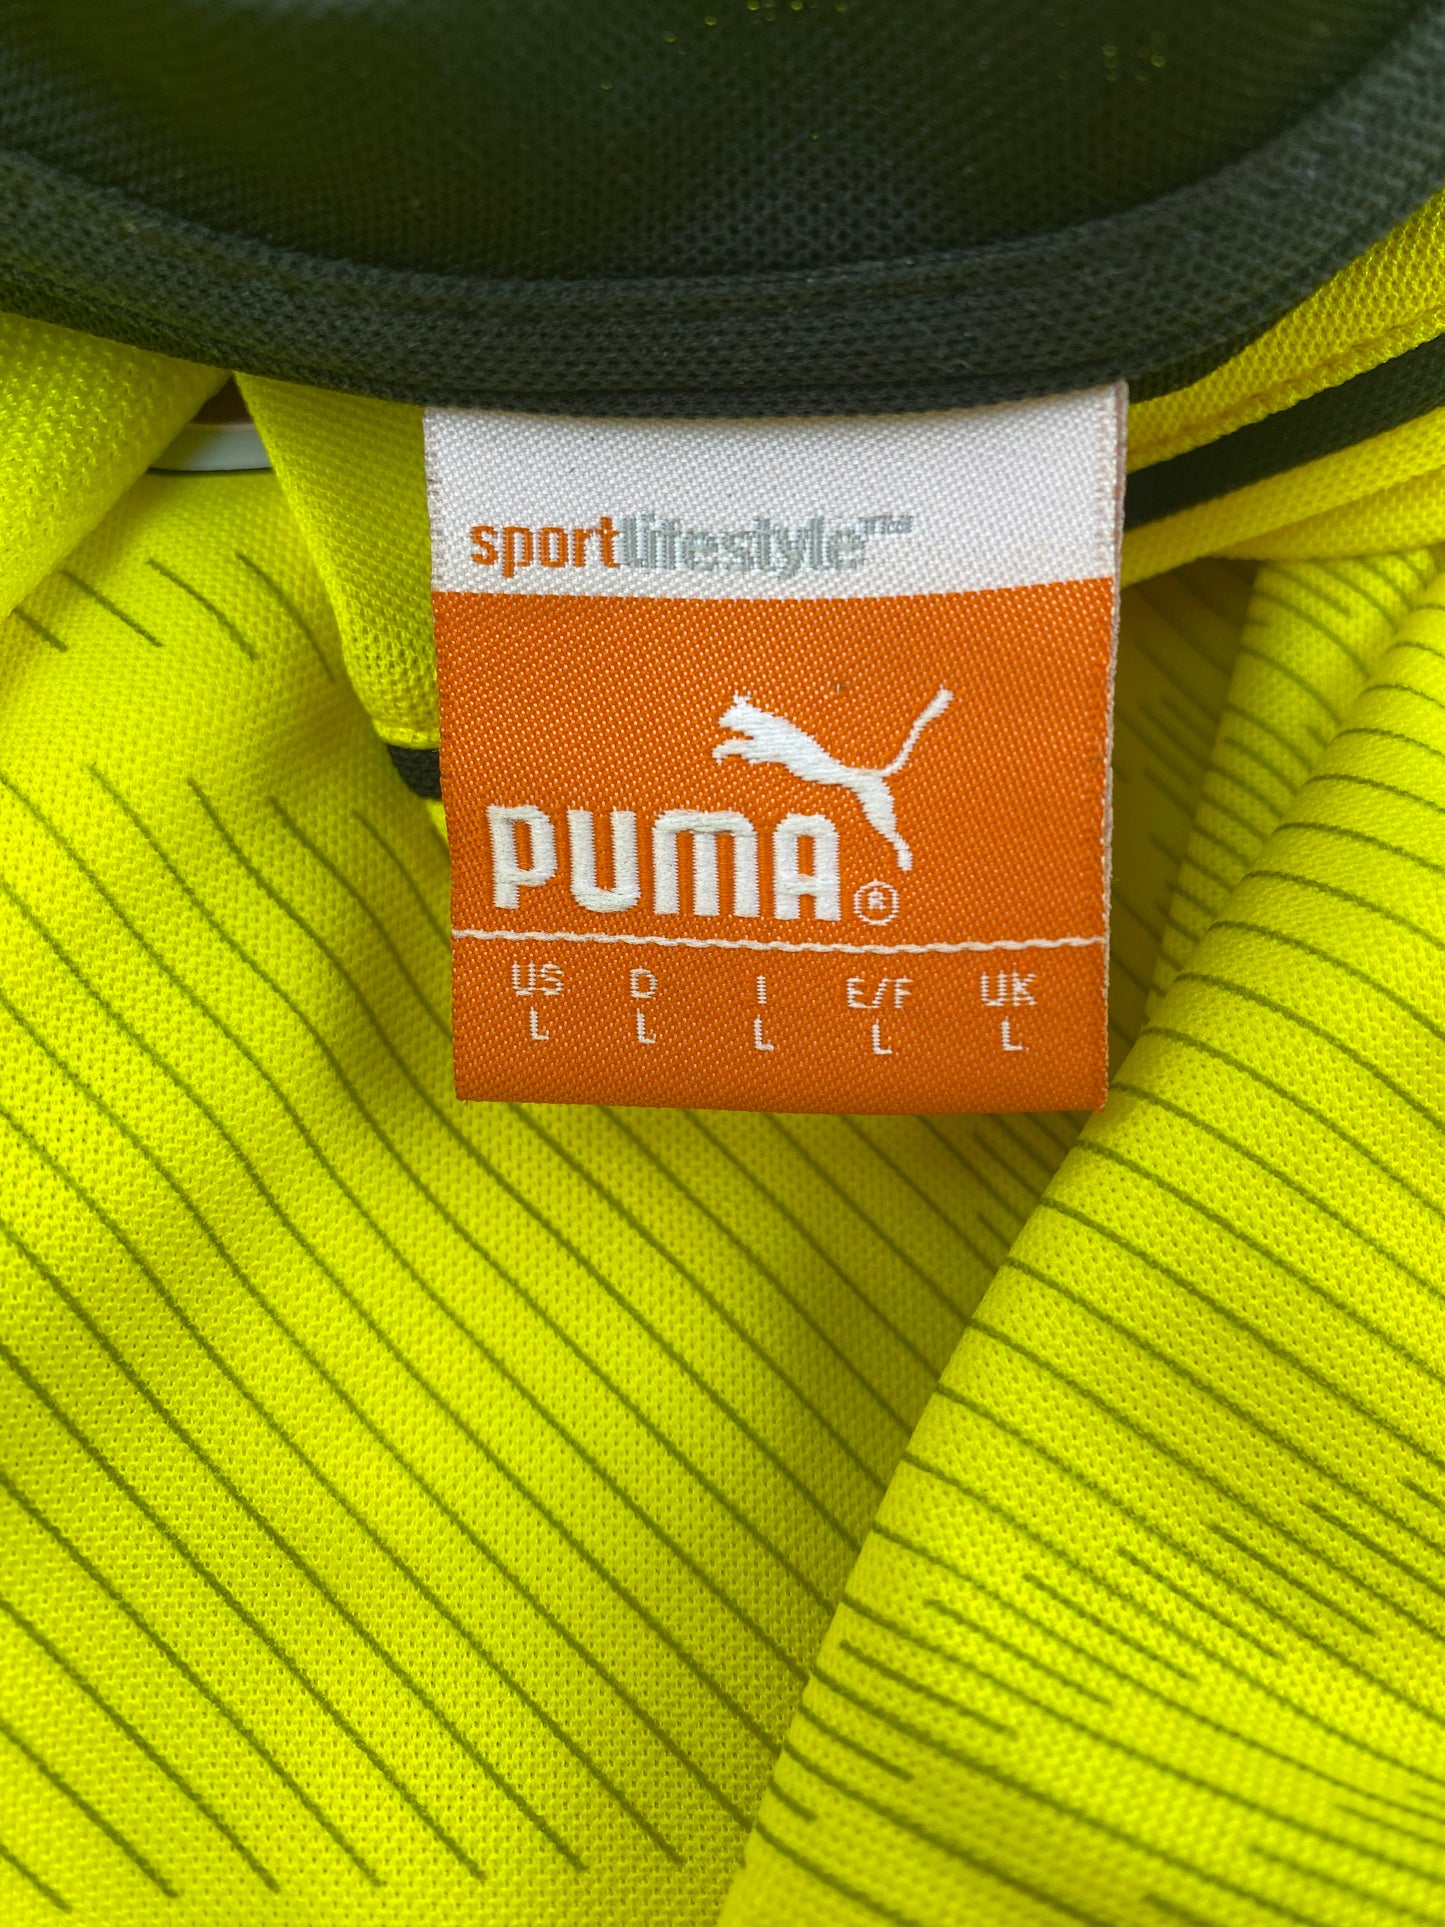 sportlifestyle™
PUMA®
US D I E/F UK
L L L L L